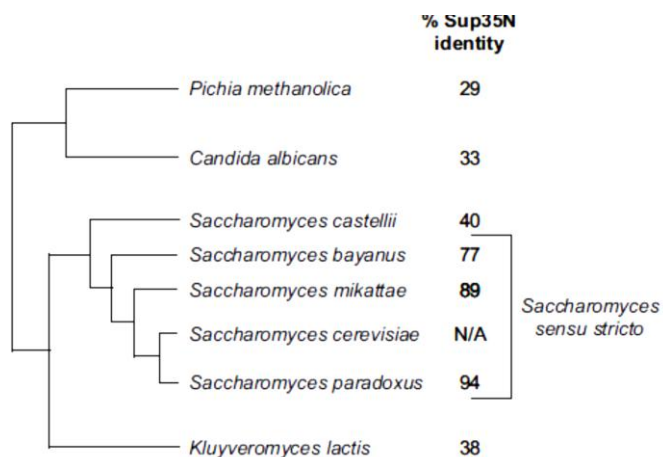 % Sup35N
identity
Pichia methanolica 29
Candida albicans 33
Saccharomyces castellii 40
Saccharomyces bayanus 77
Saccharomyces mikattae 89
Saccharomyces cerevisiae N/A
Saccharomyces paradoxus 94
Saccharomyces
sensu stricto
Kluyveromyces lactis 38